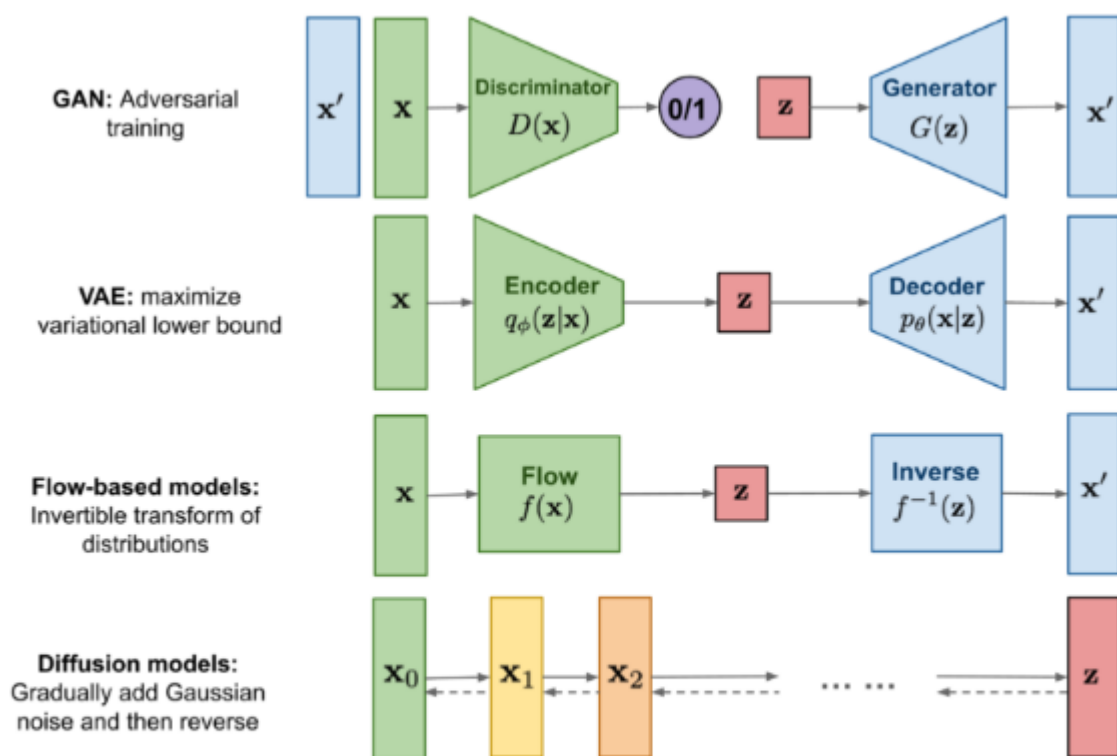 GAN: Adversarial
training
x′
x
Discriminator
D(x)
0/1
z
Generator
G(z)
x′
VAE: maximize
variational lower bound
x
Encoder
qϕ(z|x)
z
Decoder
pθ(x|z)
x′
Flow-based models:
Invertible transform of
distributions
x
Flow
f(x)
z
Inverse
f⁻¹(z)
x′
Diffusion models:
Gradually add Gaussian
noise and then reverse
x₀
x₁
x₂
... ...
z